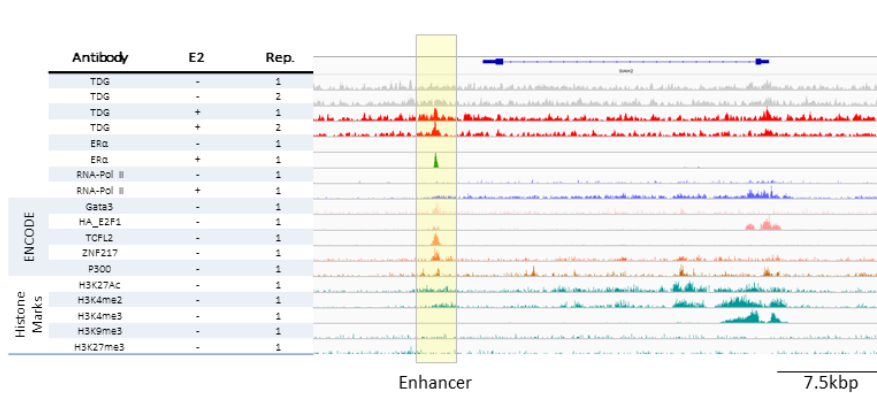 Antibody E2 Rep.
TDG - 1
TDG - 2
TDG + 1
TDG + 2
ERα - 1
ERα + 1
RNA-Pol II - 1
RNA-Pol II + 1
ENCODE
Gata3 - 1
HA_E2F1 - 1
TCFL2 - 1
ZNF217 - 1
P300 - 1
Histone
Marks
H3K27Ac - 1
H3K4me2 - 1
H3K4me3 - 1
H3K9me3 - 1
H3K27me3 - 1
Enhancer
7.5kbp